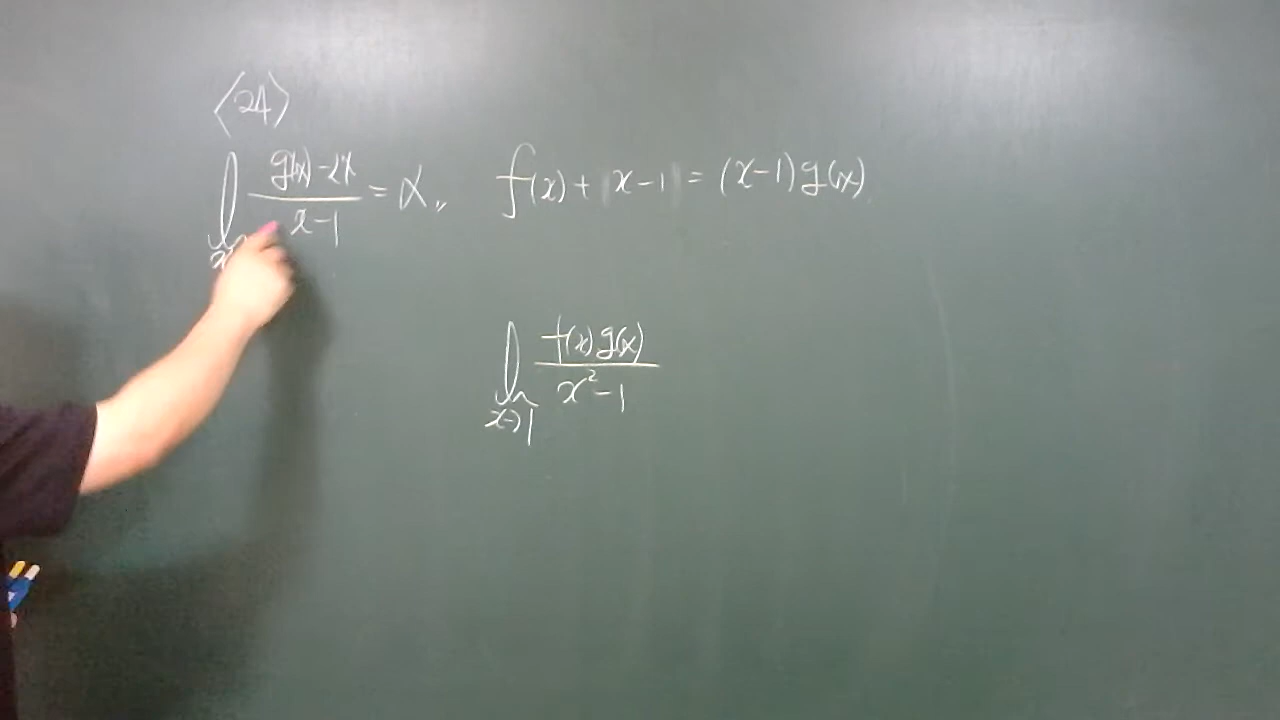 <24>
lim x→1 (g(x)-2x)/(x-1) = α,, f(x)+x-1=(x-1)g(x)
lim x→1 f(x)g(x)/(x²-1)